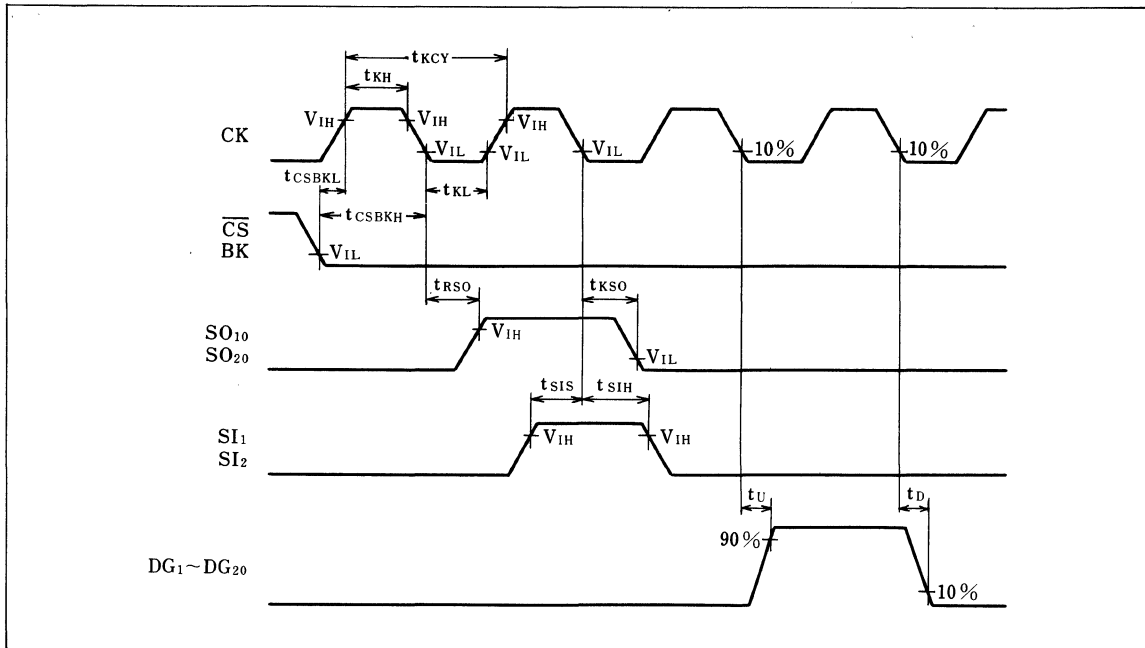 tKCY
tKH
CK
VIH
VIH
VIH
VIL
VIL
VIL
10%
10%
tCSBKL
tKL
tCSBKH
CS
BK
VIL
tRSO
tKSO
SO10
SO20
VIH
VIL
tSIS
tSIH
SI1
SI2
VIH
VIH
tU
tD
90%
DG1~DG20
10%